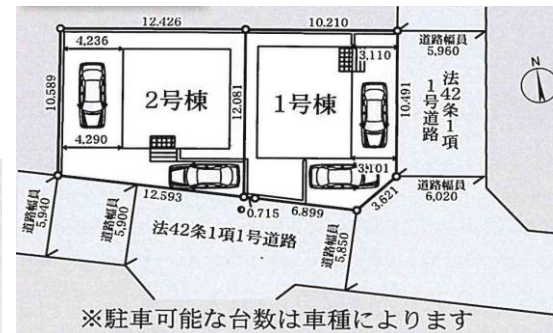 12.426
10.210
4,236
3,110
道路幅員
5,960
10.589
2号棟
12.081
1号棟
10.491
法42条1項
1号道路
N
4,290
3,101
12.593
0.715
6.899
3.621
道路幅員
6,020
道路幅員
5,940
道路幅員
5,900
法42条1項1号道路
道路幅員
5,850
※駐車可能な台数は車種によります